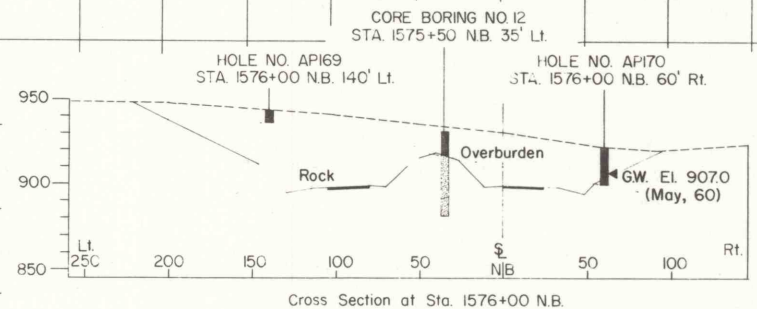 CORE BORING NO. 12
STA. 1575+50 N.B. 35' Lt.
HOLE NO. AP169
STA. 1576+00 N.B. 140' Lt.
HOLE NO. AP170
STA. 1576+00 N.B. 60' Rt.
950
Overburden
Rock
900
G.W. El. 907.0
(May, 60)
Lt.
℄
Rt.
850
250
200
150
100
50
N|B
50
100
Cross Section at Sta. 1576+00 N.B.